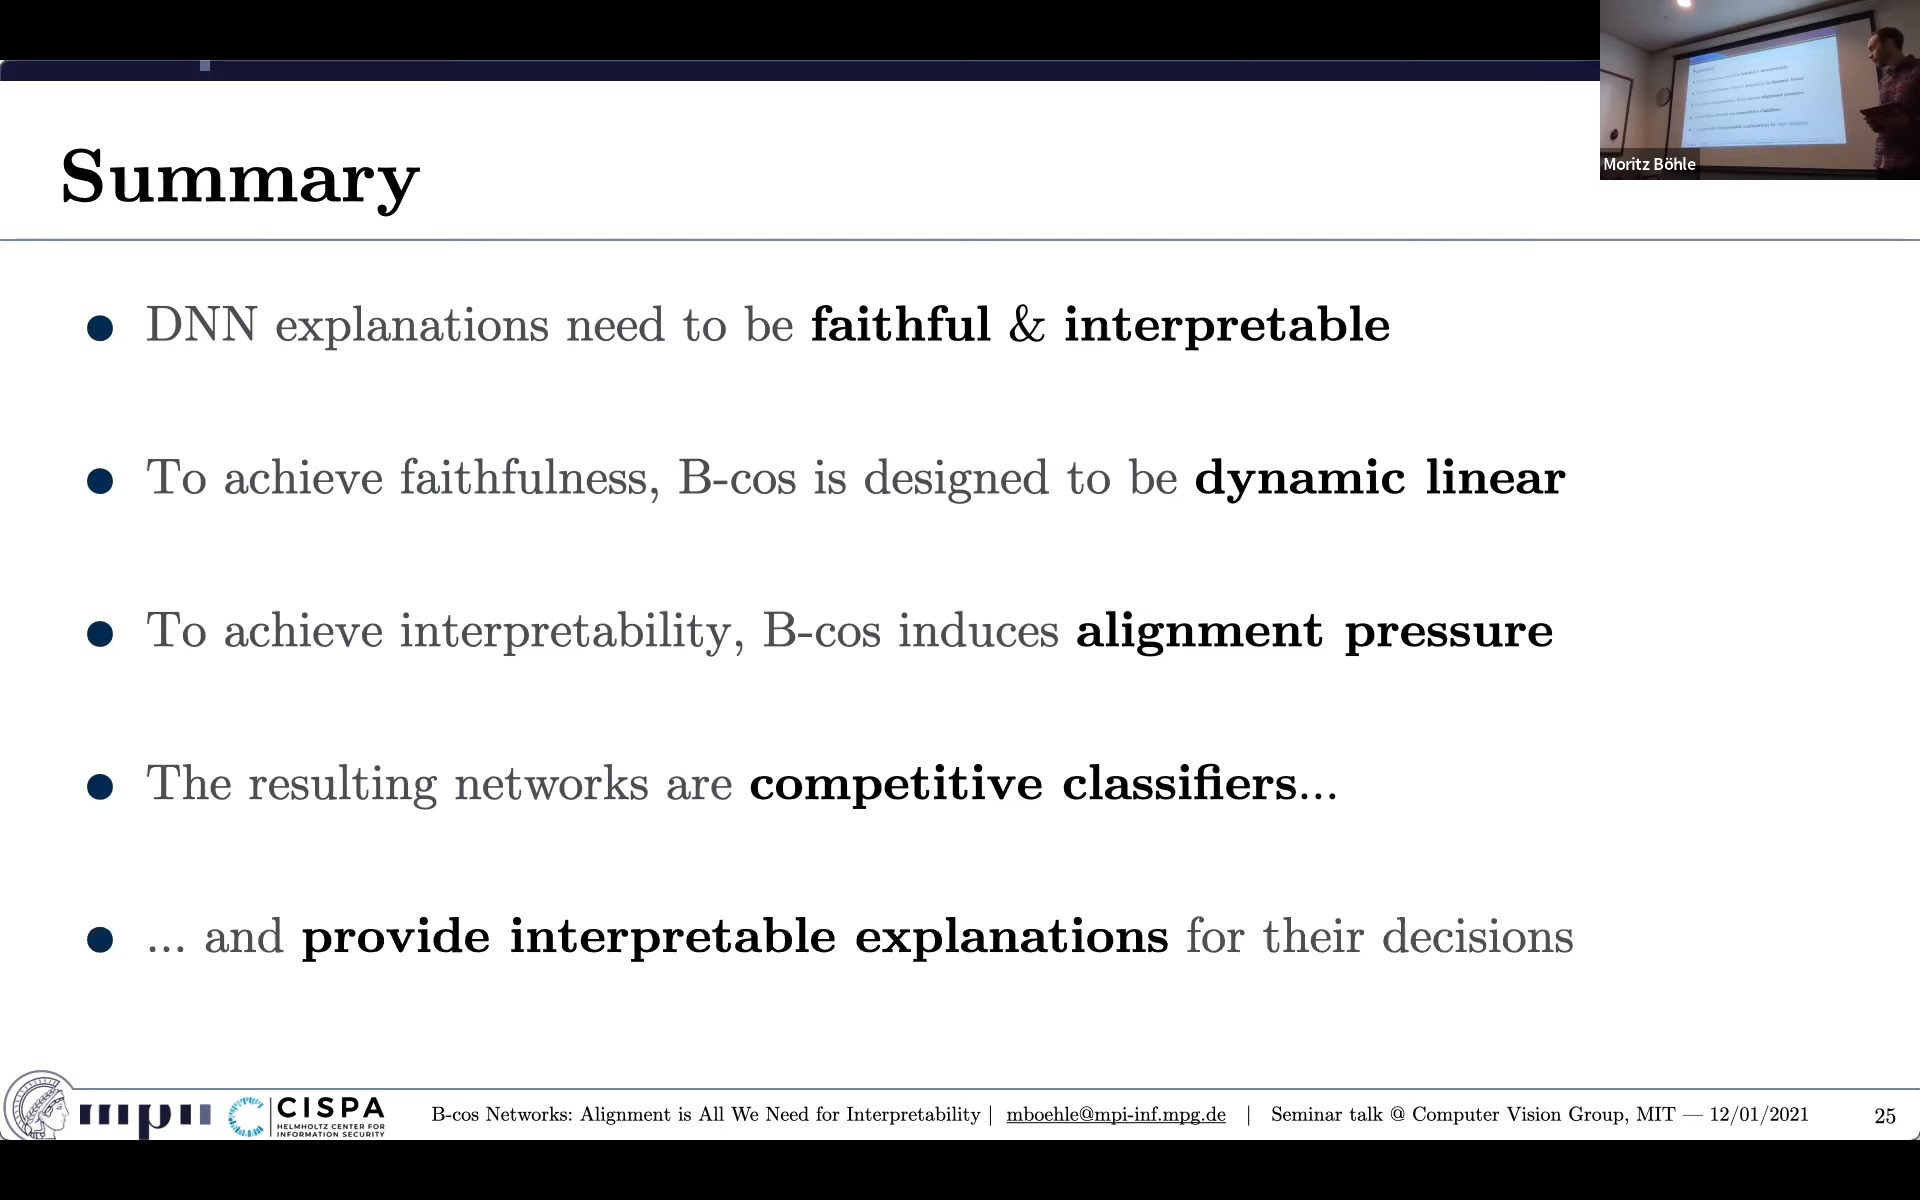 Moritz Böhle
Summary
DNN explanations need to be faithful & interpretable
To achieve faithfulness, B-cos is designed to be dynamic linear
To achieve interpretability, B-cos induces alignment pressure
The resulting networks are competitive classifiers...
... and provide interpretable explanations for their decisions
mpii
CISPA
HELMHOLTZ CENTER FOR
INFORMATION SECURITY
B-cos Networks: Alignment is All We Need for Interpretability | mboehle@mpi-inf.mpg.de | Seminar talk @ Computer Vision Group, MIT — 12/01/2021
25